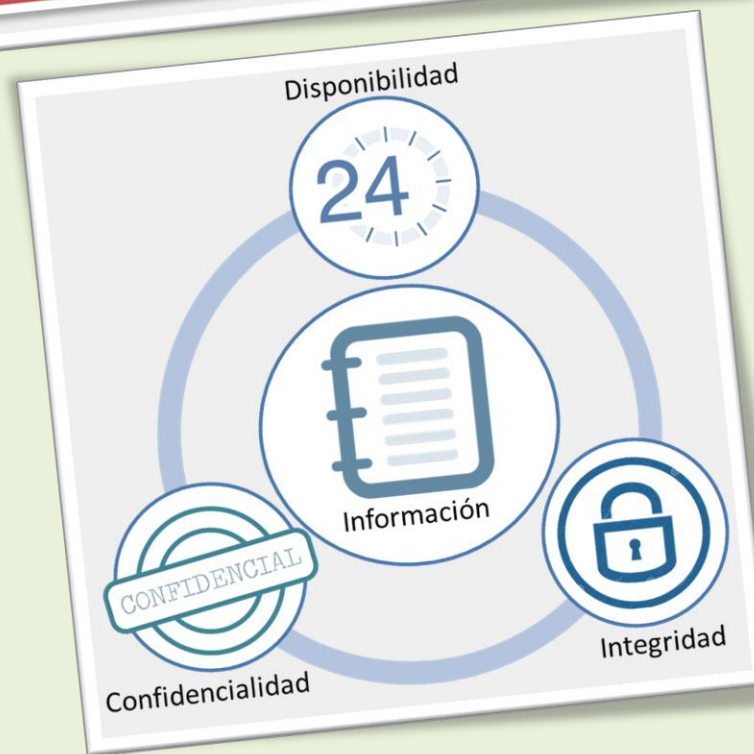 Disponibilidad
24
Información
CONFIDENCIAL
Confidencialidad
Integridad